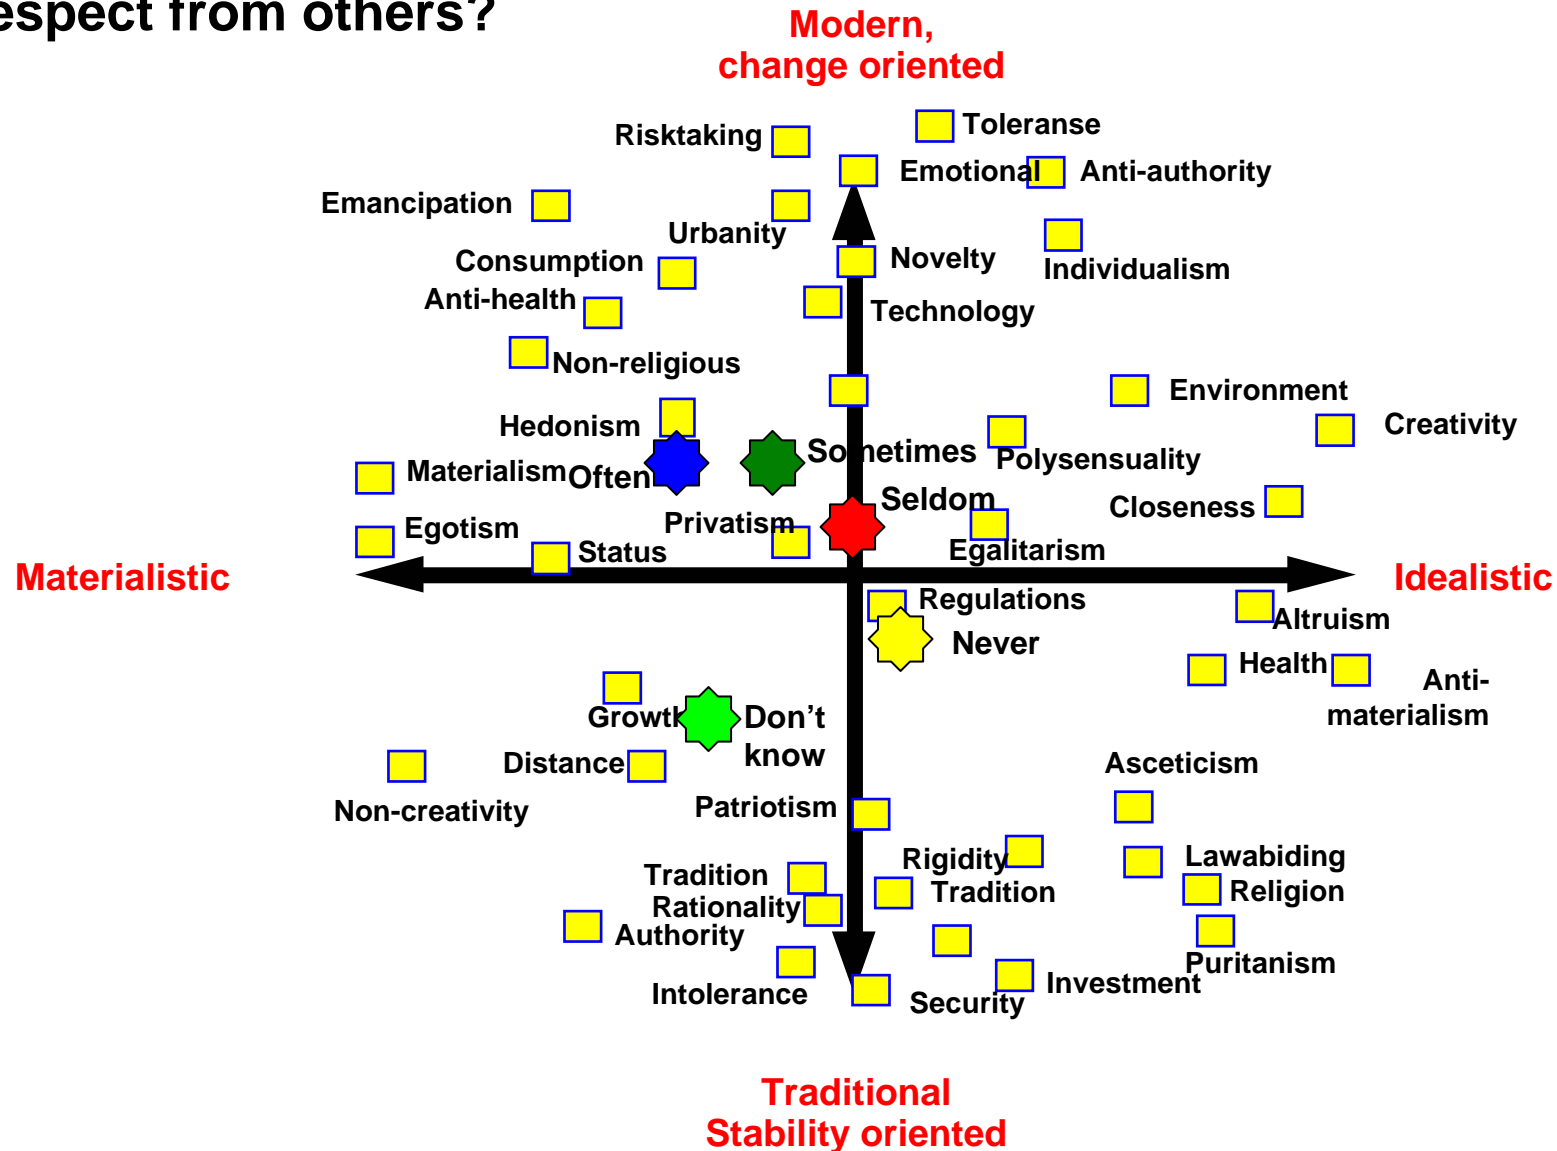 espect from others?
Modern,
change oriented
Toleranse
Risktaking
Emotional
Anti-authority
Emancipation
Urbanity
Consumption
Novelty
Individualism
Anti-health
Technology
Non-religious
Environment
Hedonism
Creativity
Sometimes
Polysensuality
Materialism
Often
Seldom
Closeness
Privatism
Egotism
Status
Egalitarism
Materialistic
Idealistic
Regulations
Altruism
Never
Health
Anti-
materialism
Growth
Don't
know
Distance
Asceticism
Non-creativity
Patriotism
Rigidity
Lawabiding
Tradition
Tradition
Religion
Rationality
Authority
Puritanism
Intolerance
Investment
Security
Traditional
Stability oriented